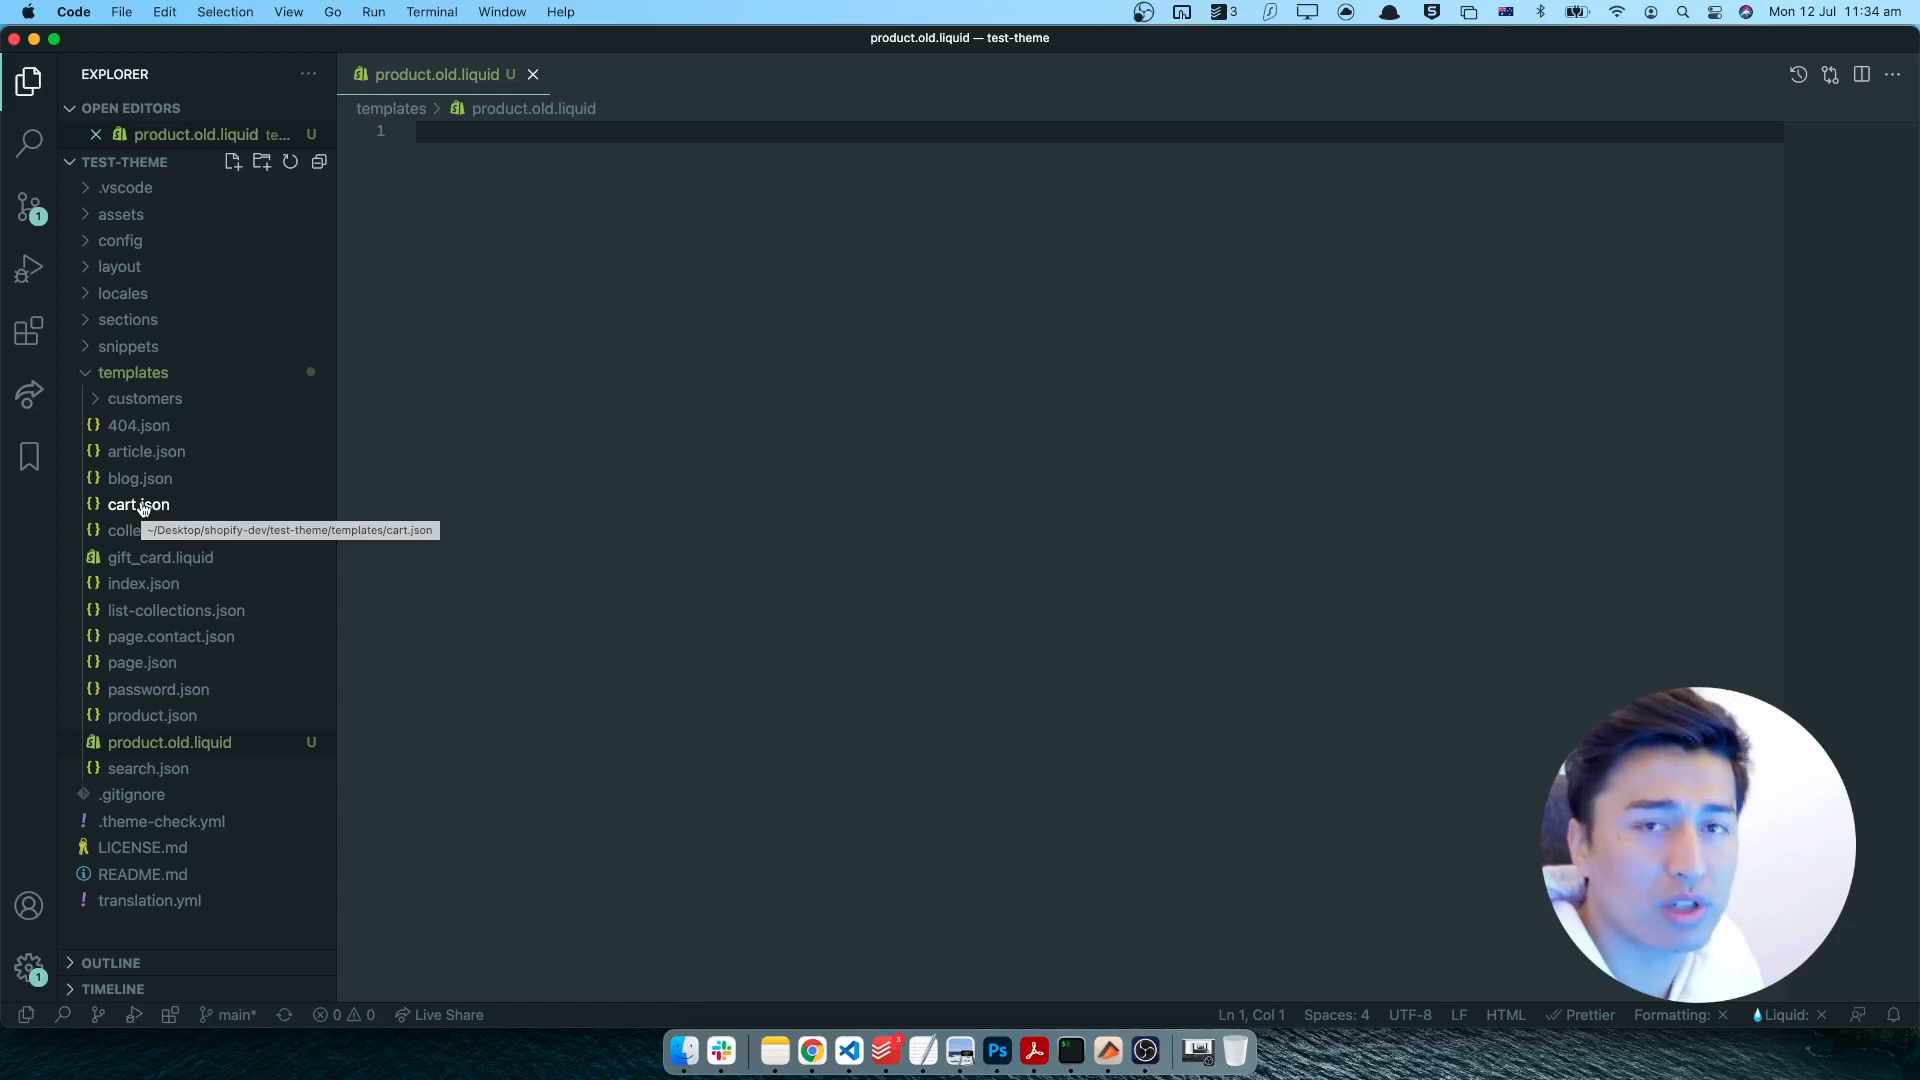 Code File Edit Selection View Go Run Terminal Window Help 3 Mon 12 Jul 11:34 am
product.old.liquid — test-theme
EXPLORER
product.old.liquid U
OPEN EDITORS
templates > product.old.liquid
product.old.liquid te... U
1
TEST-THEME
.vscode
assets
1
config
layout
locales
sections
snippets
templates
customers
404.json
article.json
blog.json
cart.json
colle
~/Desktop/shopify-dev/test-theme/templates/cart.json
gift_card.liquid
index.json
list-collections.json
page.contact.json
page.json
password.json
product.json
product.old.liquid U
search.json
.gitignore
.theme-check.yml
LICENSE.md
README.md
translation.yml
OUTLINE
1
TIMELINE
main* 0 0 Live Share Ln 1, Col 1 Spaces: 4 UTF-8 LF HTML Prettier Formatting: × Liquid: ×
3
Ps